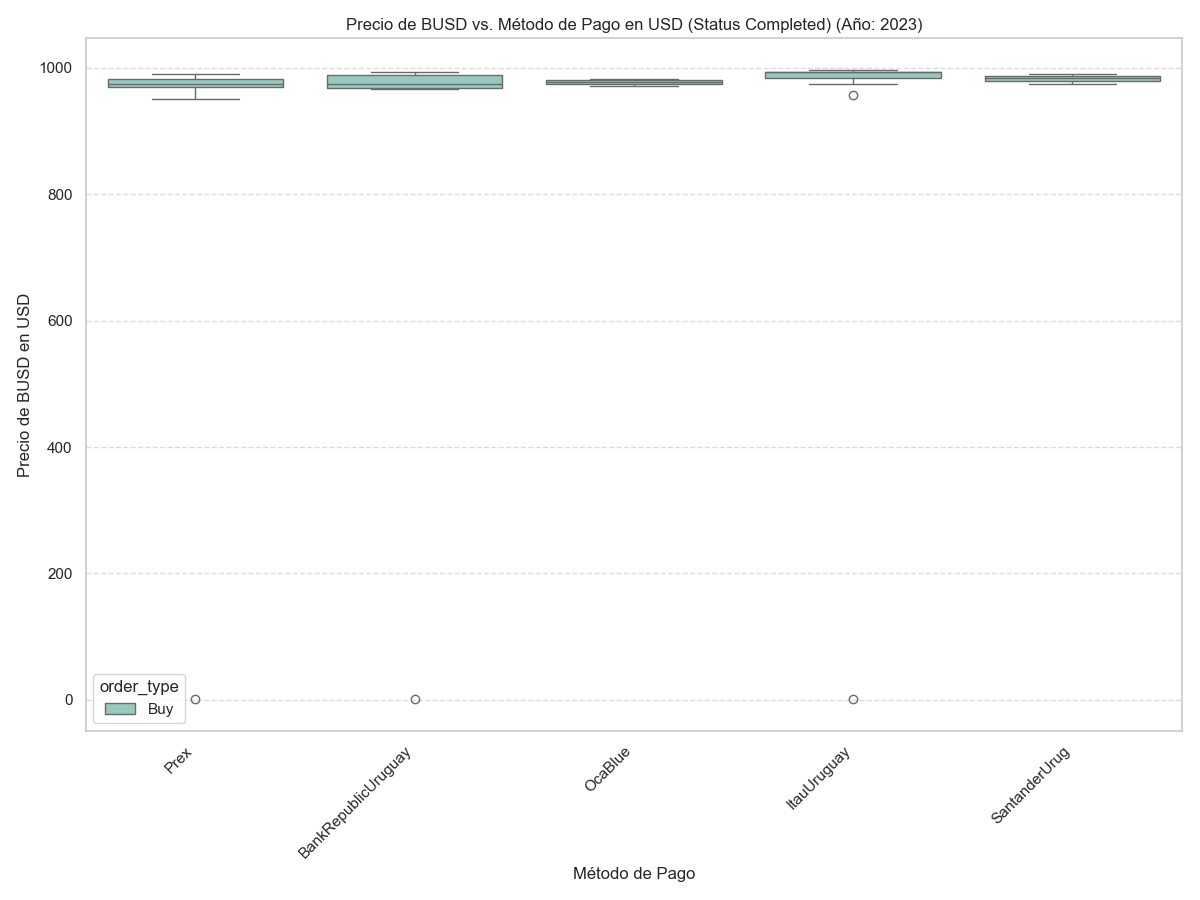 Precio de BUSD vs. Método de Pago en USD (Status Completed) (Año: 2023)
Precio de BUSD en USD
1000
800
600
400
200
0
order_type
Buy
Prex
BankRepublicUruguay
OcaBlue
ItauUruguay
SantanderUrug
Método de Pago